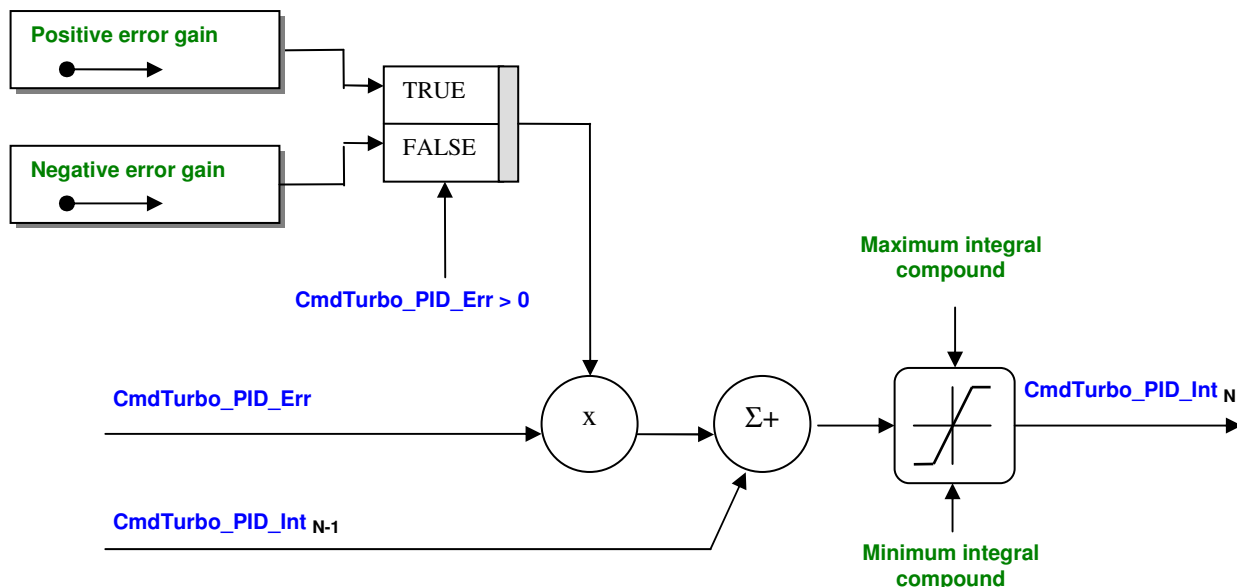 Positive error gain
TRUE
FALSE
Negative error gain
CmdTurbo_PID_Err > 0
Maximum integral
compound
CmdTurbo_PID_Err
x
Σ+
CmdTurbo_PID_Int N
CmdTurbo_PID_Int N-1
Minimum integral
compound